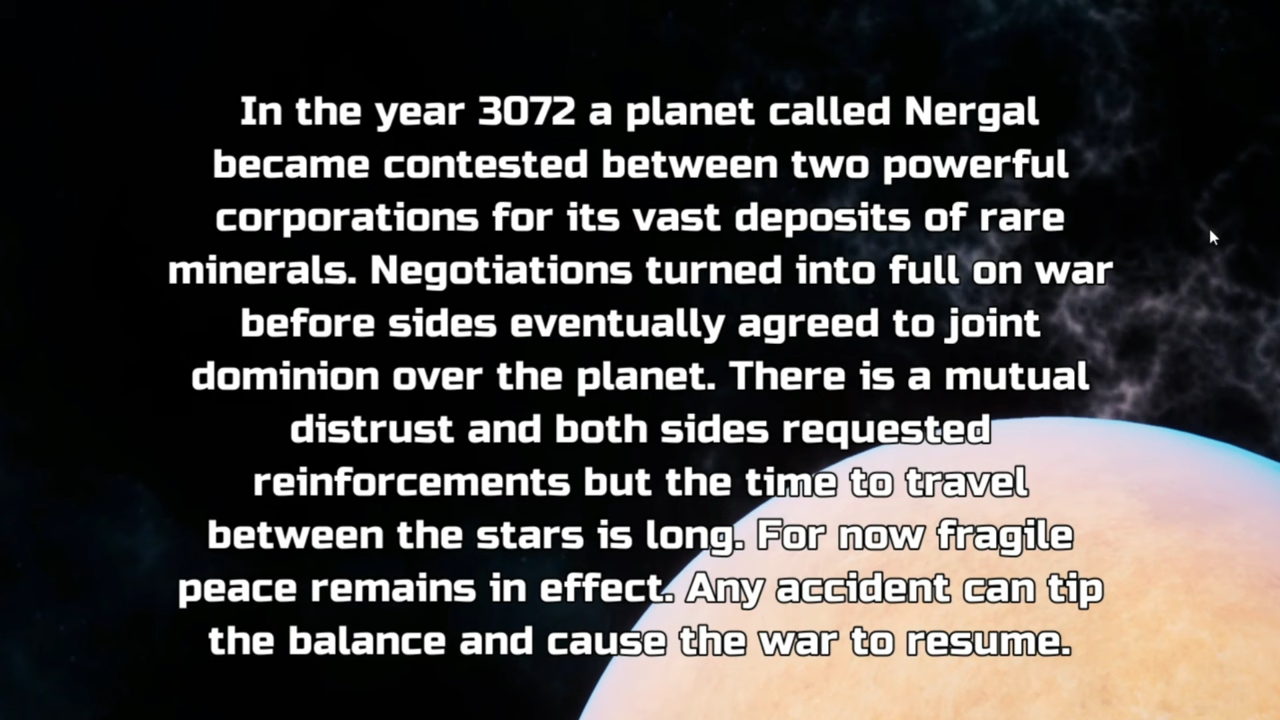 In the year 3072 a planet called Nergal
became contested between two powerful
corporations for its vast deposits of rare
minerals. Negotiations turned into full on war
before sides eventually agreed to joint
dominion over the planet. There is a mutual
distrust and both sides requested
reinforcements but the time to travel
between the stars is long. For now fragile
peace remains in effect. Any accident can tip
the balance and cause the war to resume.